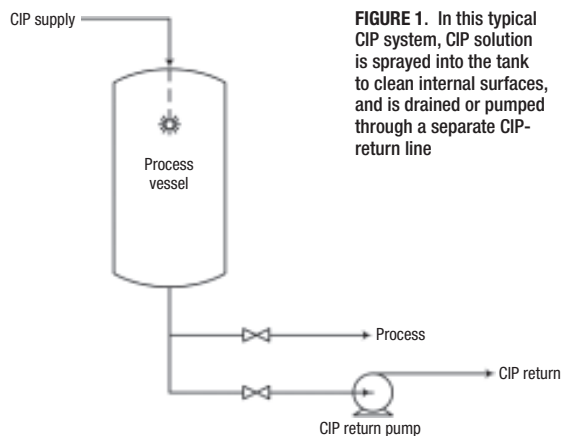 CIP supply
FIGURE 1. In this typical
CIP system, CIP solution
is sprayed into the tank
to clean internal surfaces,
and is drained or pumped
through a separate CIP-
return line
Process
vessel
Process
CIP return
CIP return pump